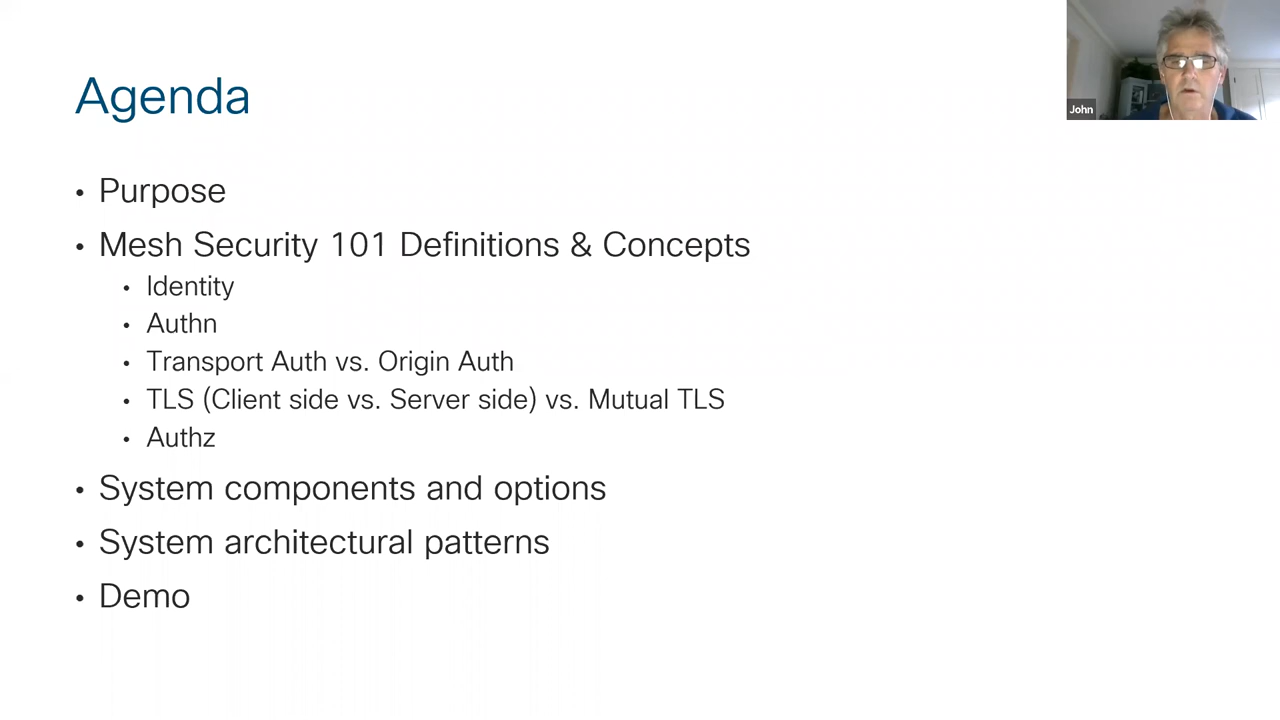 Agenda
• Purpose
• Mesh Security 101 Definitions & Concepts
• Identity
• Authn
• Transport Auth vs. Origin Auth
• TLS (Client side vs. Server side) vs. Mutual TLS
• Authz
• System components and options
• System architectural patterns
• Demo
John